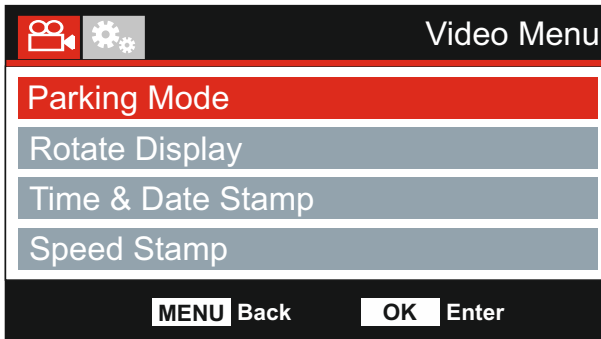 Video Menu
Parking Mode
Rotate Display
Time & Date Stamp
Speed Stamp
MENU Back OK Enter